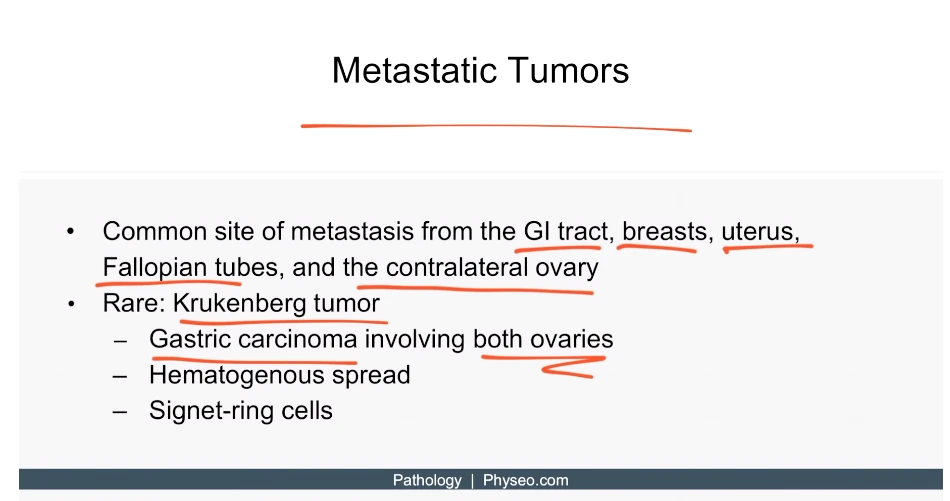 Metastatic Tumors
• Common site of metastasis from the GI tract, breasts, uterus,
Fallopian tubes, and the contralateral ovary
• Rare: Krukenberg tumor
– Gastric carcinoma involving both ovaries
– Hematogenous spread
– Signet-ring cells
Pathology | Physeo.com